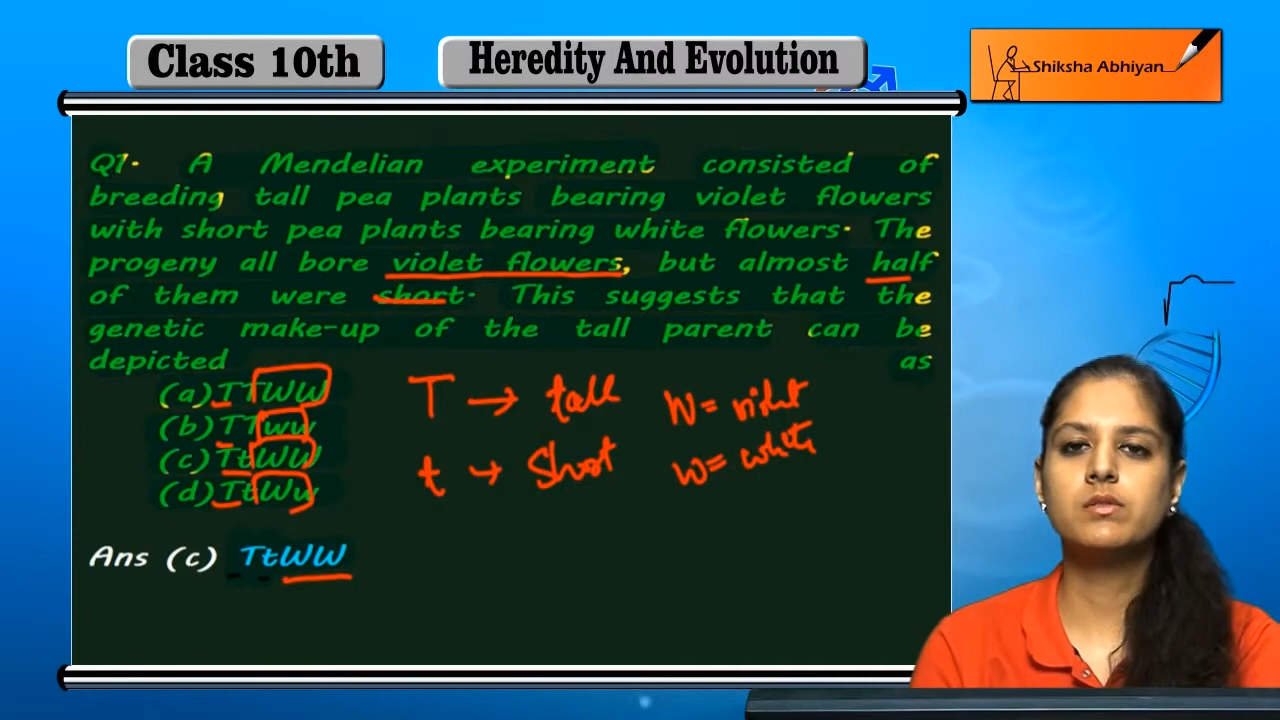 Class 10th
Heredity And Evolution
Shiksha Abhiyan
Q1. A Mendelian experiment consisted of
breeding tall pea plants bearing violet flowers
with short pea plants bearing white flowers. The
progeny all bore violet flowers, but almost half
of them were short. This suggests that the
genetic make-up of the tall parent can be
depicted as
(a) TTWW
(b) TTww
(c) TtWW
(d) TtWw
T → tall
t → Short
W =
w = white
Ans (c) TtWW